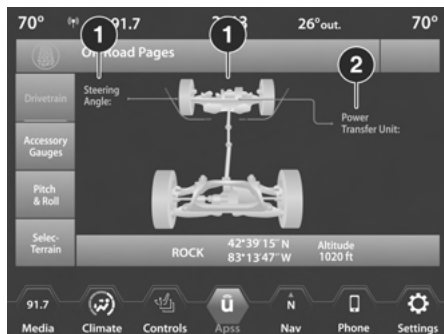 70° 91.7 26°out. 70°
1 1
Road Pages
2
Drivetrain
Steering
Angle:
Power
Transfer Unit:
Accessory
Gauges
Pitch
& Roll
Selec-
Terrain
ROCK
42°39'15"N
83°13'47"W
Altitude
1020 ft
91.7 ū N
Media Climate Controls Apss Nav Phone Settings